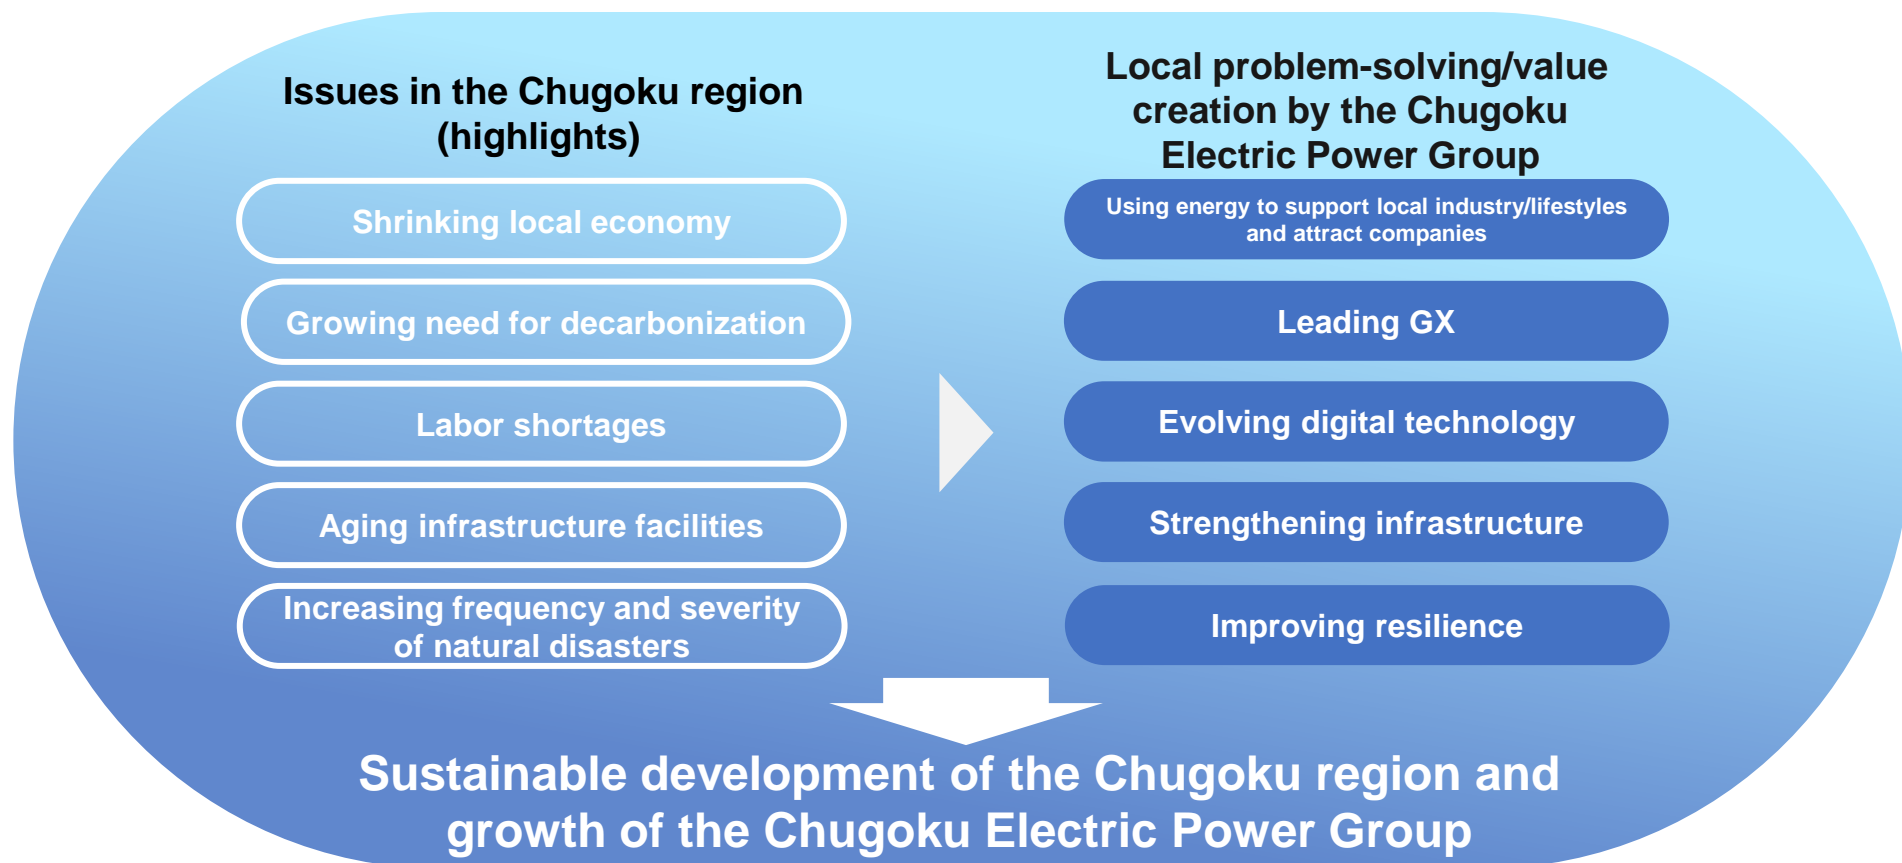 Issues in the Chugoku region
(highlights)
Shrinking local economy
Growing need for decarbonization
Labor shortages
Aging infrastructure facilities
Increasing frequency and severity
of natural disasters
Local problem-solving/value
creation by the Chugoku
Electric Power Group
Using energy to support local industry/lifestyles
and attract companies
Leading GX
Evolving digital technology
Strengthening infrastructure
Improving resilience
Sustainable development of the Chugoku region and
growth of the Chugoku Electric Power Group